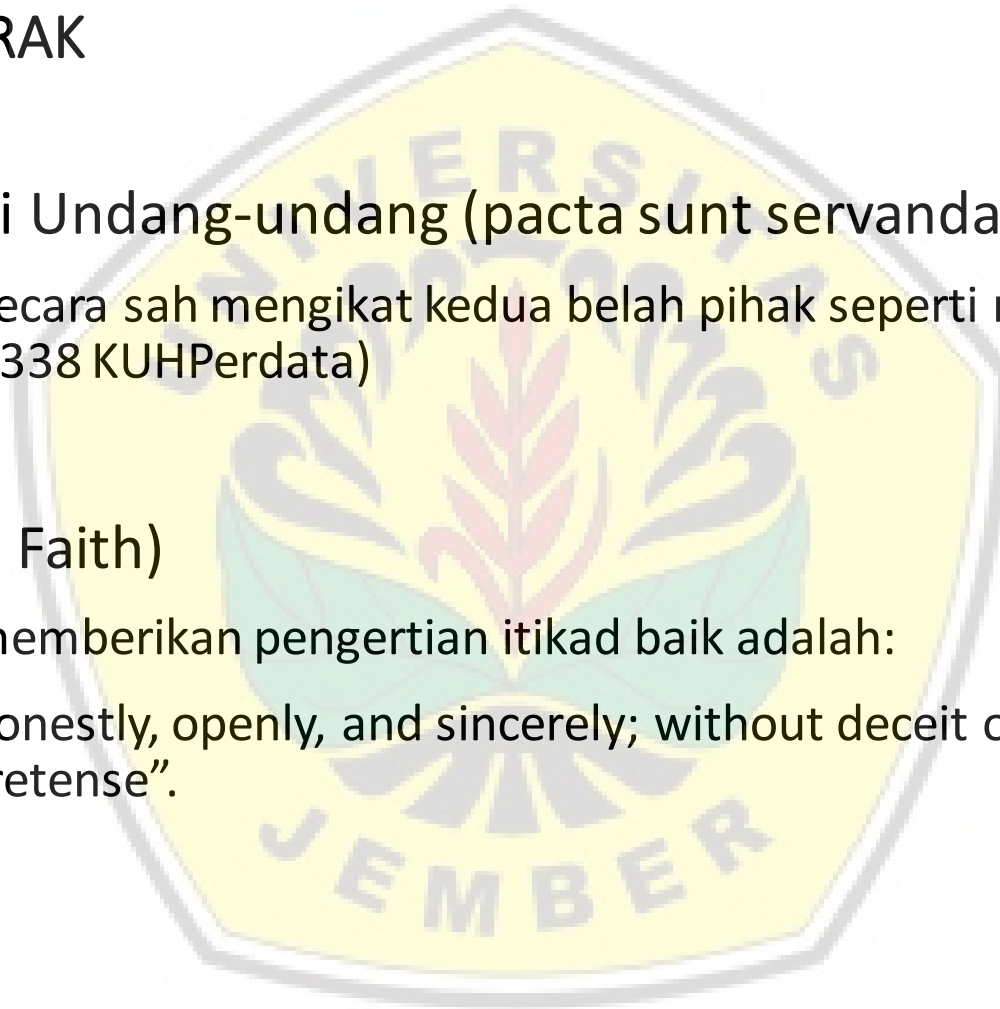 RAK
i Undang-undang (pacta sunt servanda
ecara sah mengikat kedua belah pihak seperti
338 KUHPerdata)
Faith)
memberikan pengertian itikad baik adalah:
onestly, openly, and sincerely; without deceit
retense”.
UNIVERSITAS
JEMBER